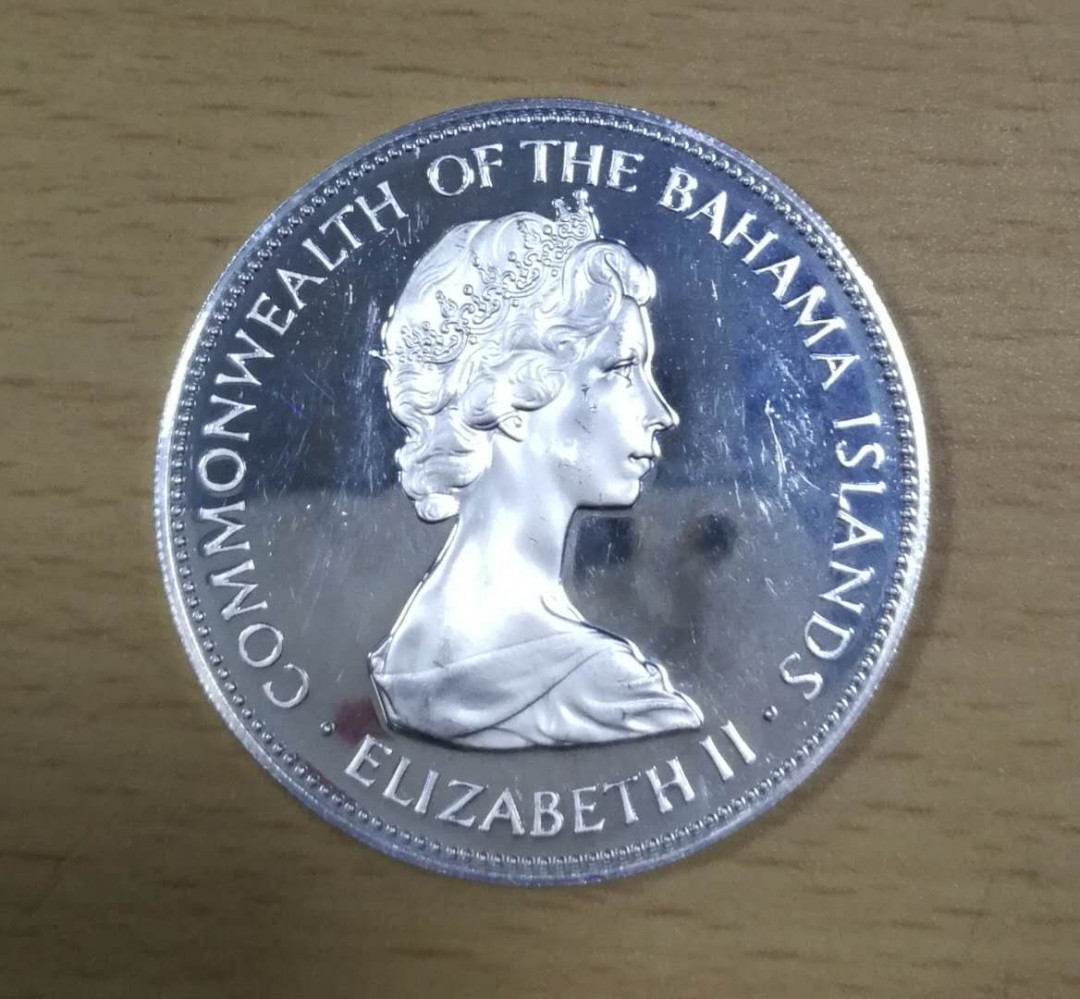 COMMONWEALTH OF THE BAHAMA ISLANDS
ELIZABETH II